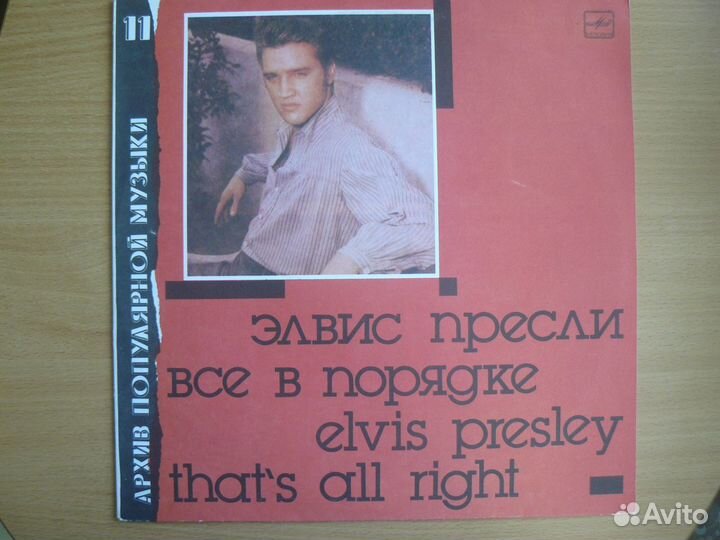 11
АРХИВ ПОПУЛЯРНОЙ МУЗЫКИ
элвис пресли
все в порядке
elvis presley
that's all right
Avito